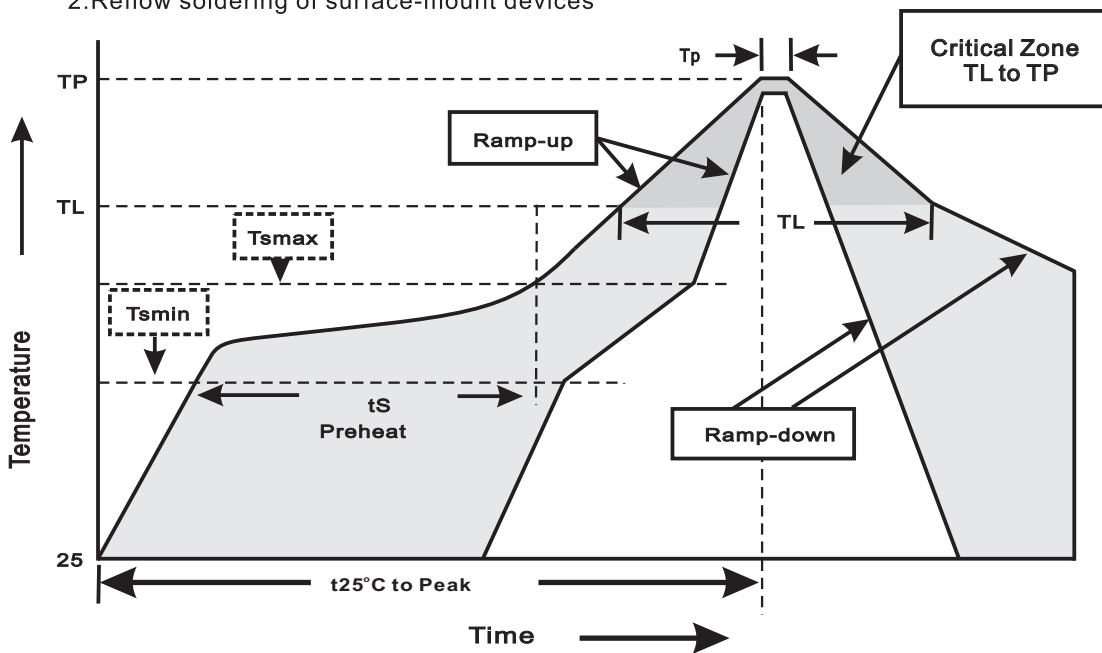 2.Reflow soldering of surface-mount devices
Tp
Critical Zone
TL to TP
TP
Ramp-up
TL
TL
Tsmax
Tsmin
tS
Preheat
Ramp-down
Temperature
25
t25°C to Peak
Time